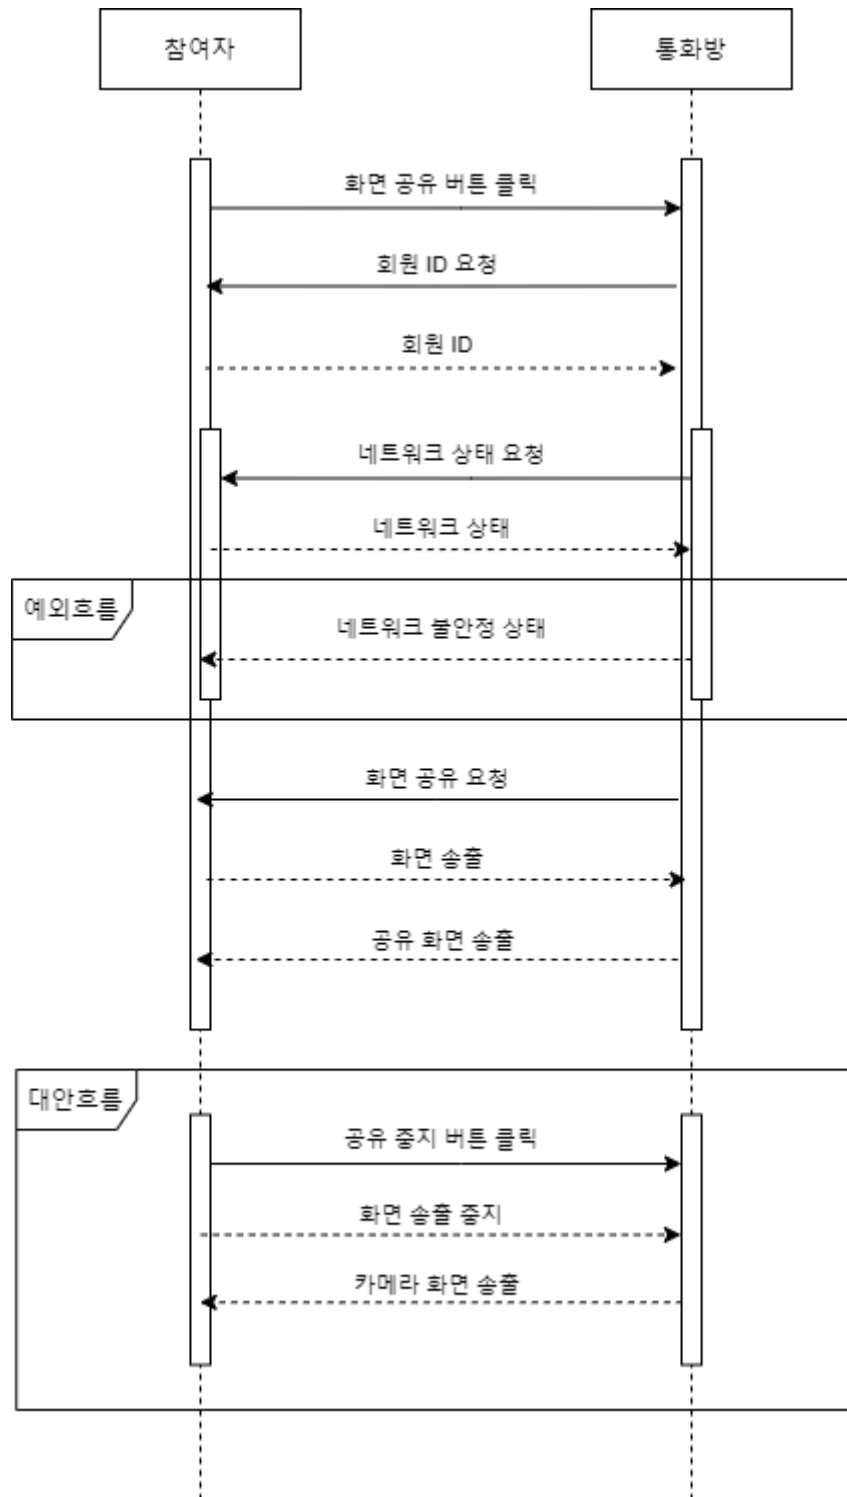 참여자
통화방
화면 공유 버튼 클릭
회원 ID 요청
회원 ID
네트워크 상태 요청
네트워크 상태
예외흐름
네트워크 불안정 상태
화면 공유 요청
화면 송출
공유 화면 송출
대안흐름
공유 중지 버튼 클릭
화면 송출 중지
카메라 화면 송출